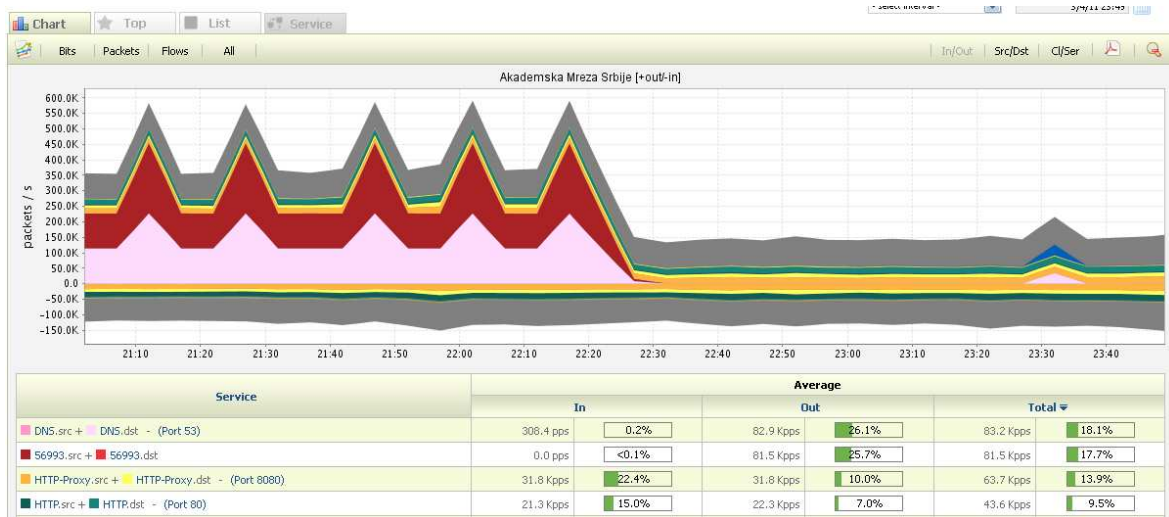 - select interval -
3/4/11 23:49
Chart Top List Service
Bits Packets Flows All In/Out Src/Dst Cl/Ser
Akademska Mreza Srbije [+out/-in]
packets / s
600.0K
550.0K
500.0K
450.0K
400.0K
350.0K
300.0K
250.0K
200.0K
150.0K
100.0K
50.0K
0.0
-50.0K
-100.0K
-150.0K
21:10 21:20 21:30 21:40 21:50 22:00 22:10 22:20 22:30 22:40 22:50 23:00 23:10 23:20 23:30 23:40
Service Average
In Out Total
DNS.src + DNS.dst - (Port 53) 308.4 pps 0.2% 82.9 Kpps 26.1% 83.2 Kpps 18.1%
56993.src + 56993.dst 0.0 pps <0.1% 81.5 Kpps 25.7% 81.5 Kpps 17.7%
HTTP-Proxy.src + HTTP-Proxy.dst - (Port 8080) 31.8 Kpps 22.4% 31.8 Kpps 10.0% 63.7 Kpps 13.9%
HTTP.src + HTTP.dst - (Port 80) 21.3 Kpps 15.0% 22.3 Kpps 7.0% 43.6 Kpps 9.5%